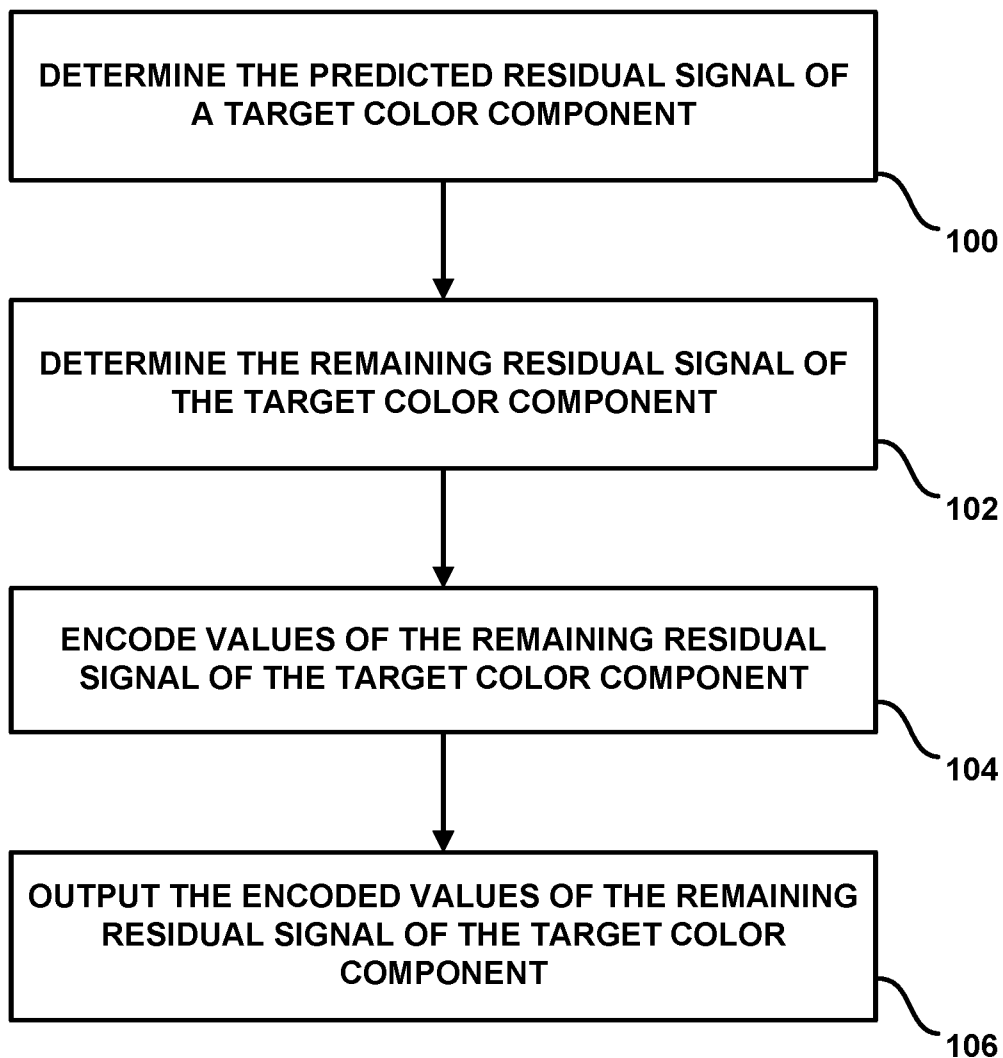 DETERMINE THE PREDICTED RESIDUAL SIGNAL OF
A TARGET COLOR COMPONENT
100
DETERMINE THE REMAINING RESIDUAL SIGNAL OF
THE TARGET COLOR COMPONENT
102
ENCODE VALUES OF THE REMAINING RESIDUAL
SIGNAL OF THE TARGET COLOR COMPONENT
104
OUTPUT THE ENCODED VALUES OF THE REMAINING
RESIDUAL SIGNAL OF THE TARGET COLOR
COMPONENT
106